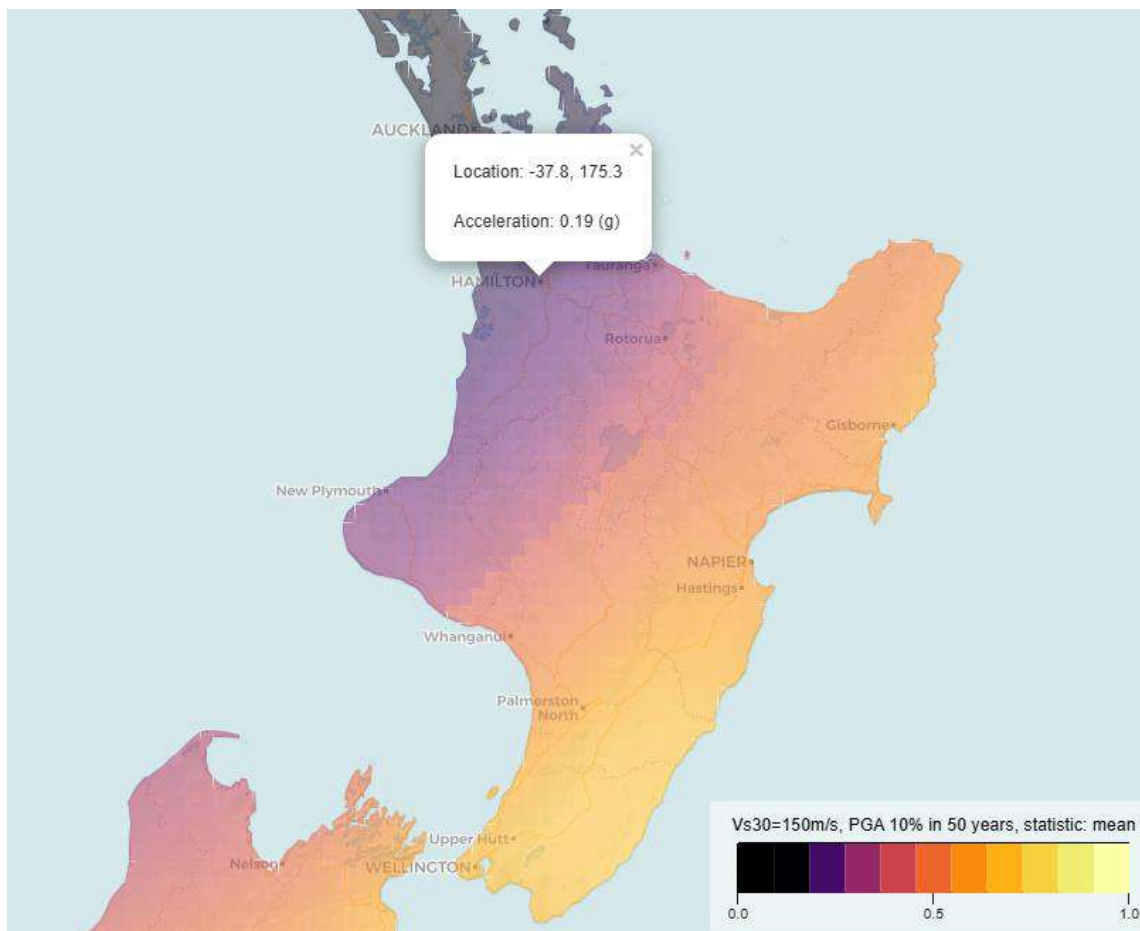 AUCKLAND
×
Location: -37.8, 175.3
Acceleration: 0.19 (g)
Tauranga
HAMILTON
Rotorua
Gisborne
New Plymouth
NAPIER
Hastings
Whanganui
Palmerston
North
Upper Hutt
Nelson
WELLINGTON
Vs30=150m/s, PGA 10% in 50 years, statistic: mean
0.0 0.5 1.0